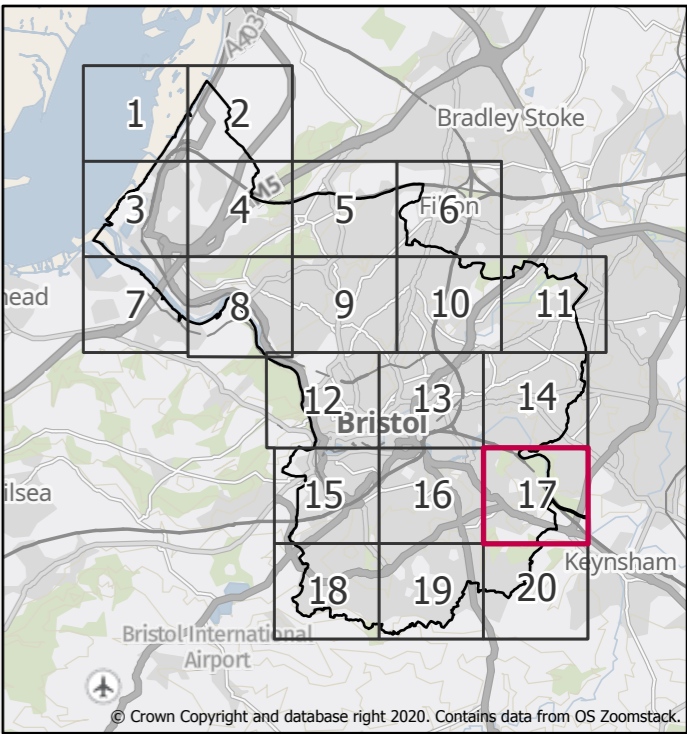 A403
1
2
Bradley Stoke
M5
3
4
5
6
Filton
ead
7
8
9
10
11
12
13
14
Bristol
ilsea
15
16
17
Keynsham
18
19
20
Bristol International
Airport
© Crown Copyright and database right 2020. Contains data from OS Zoomstack.